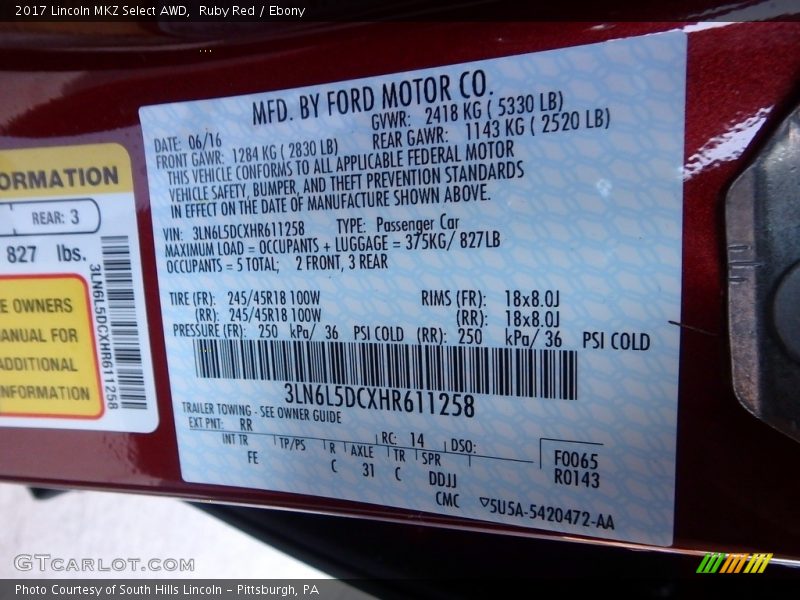 2017 Lincoln MKZ Select AWD,  Ruby Red / Ebony
MFD. BY FORD MOTOR CO.
DATE: 06/16
GVWR: 2418 KG ( 5330 LB)
FRONT GAWR: 1284 KG ( 2830 LB)
REAR GAWR: 1143 KG ( 2520 LB)
THIS VEHICLE CONFORMS TO ALL APPLICABLE FEDERAL MOTOR
VEHICLE SAFETY, BUMPER, AND THEFT PREVENTION STANDARDS
IN EFFECT ON THE DATE OF MANUFACTURE SHOWN ABOVE.
VIN: 3LN6L5DCXHR611258 TYPE: Passenger Car
MAXIMUM LOAD = OCCUPANTS + LUGGAGE = 375KG/ 827LB
OCCUPANTS = 5 TOTAL; 2 FRONT, 3 REAR
TIRE (FR): 245/45R18 100W RIMS (FR): 18x8.0J
(RR): 245/45R18 100W (RR): 18x8.0J
PRESSURE (FR): 250 kPa/ 36 PSI COLD (RR): 250 kPa/ 36 PSI COLD
3LN6L5DCXHR611258
TRAILER TOWING - SEE OWNER GUIDE
EXT PNT: RR RC: 14 DSO:
INT TR TP/PS R AXLE TR SPR
FE C 31 C DDJJ
CMC
F0065
R0143
5U5A-5420472-AA
ORMATION
REAR: 3
827 lbs.
3LN6L5DCXHR611258
E OWNERS
ANUAL FOR
ADDITIONAL
NFORMATION
GTCARLOT.COM
Photo Courtesy of South Hills Lincoln - Pittsburgh, PA